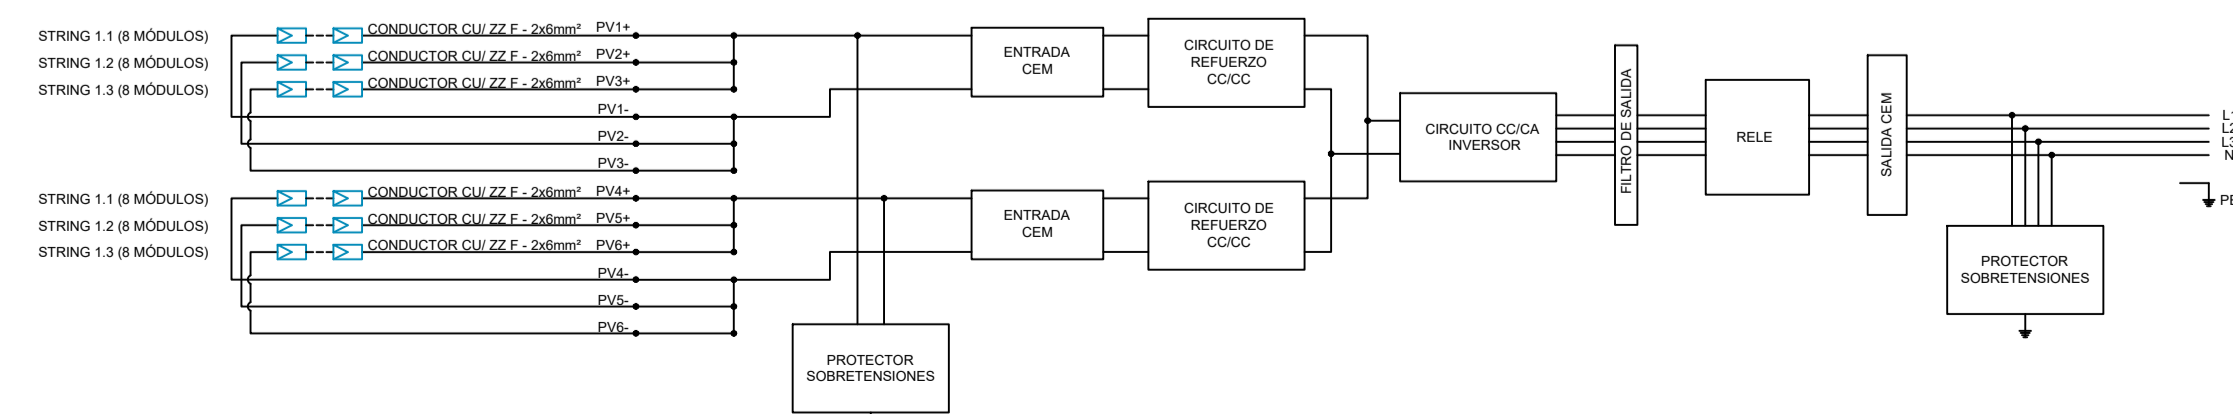 STRING 1.1 (8 MÓDULOS)
CONDUCTOR CU/ ZZ F - 2x6mm²
PV1+
STRING 1.2 (8 MÓDULOS)
CONDUCTOR CU/ ZZ F - 2x6mm²
PV2+
STRING 1.3 (8 MÓDULOS)
CONDUCTOR CU/ ZZ F - 2x6mm²
PV3+
PV1-
PV2-
PV3-
STRING 1.1 (8 MÓDULOS)
CONDUCTOR CU/ ZZ F - 2x6mm²
PV4+
STRING 1.2 (8 MÓDULOS)
CONDUCTOR CU/ ZZ F - 2x6mm²
PV5+
STRING 1.3 (8 MÓDULOS)
CONDUCTOR CU/ ZZ F - 2x6mm²
PV6+
PV4-
PV5-
PV6-
PROTECTOR
SOBRETENSIONES
ENTRADA
CEM
CIRCUITO DE
REFUERZO
CC/CC
ENTRADA
CEM
CIRCUITO DE
REFUERZO
CC/CC
CIRCUITO CC/CA
INVERSOR
FILTRO DE SALIDA
RELE
SALIDA CEM
L1
L2
L3
N
PE
PROTECTOR
SOBRETENSIONES